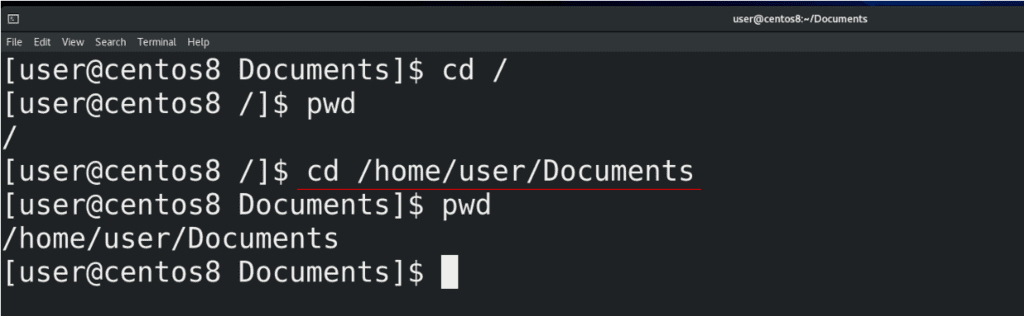 user@centos8:~/Documents
File Edit View Search Terminal Help
[user@centos8 Documents]$ cd /
[user@centos8 /]$ pwd
/
[user@centos8 /]$ cd /home/user/Documents
[user@centos8 Documents]$ pwd
/home/user/Documents
[user@centos8 Documents]$